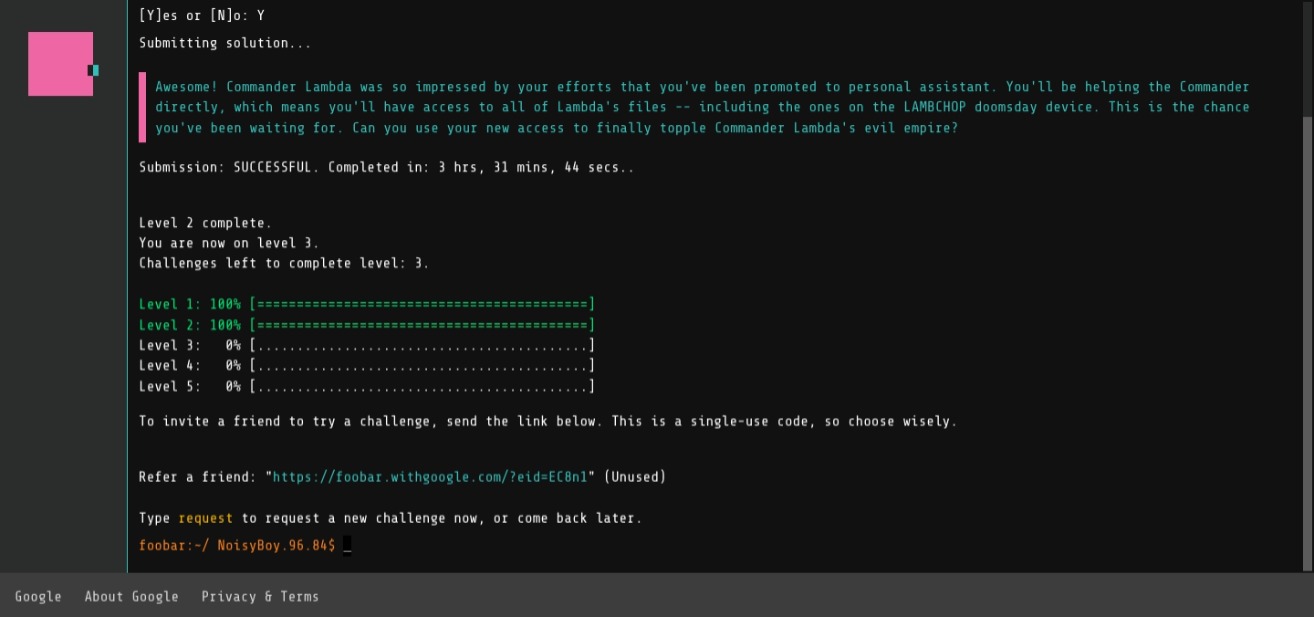 [Y]es or [N]o: Y
Submitting solution...
Awesome! Commander Lambda was so impressed by your efforts that you've been promoted to personal assistant. You'll be helping the Commander
directly, which means you'll have access to all of Lambda's files -- including the ones on the LAMBCHOP doomsday device. This is the chance
you've been waiting for. Can you use your new access to finally topple Commander Lambda's evil empire?
Submission: SUCCESSFUL. Completed in: 3 hrs, 31 mins, 44 secs..
Level 2 complete.
You are now on level 3.
Challenges left to complete level: 3.
Level 1: 100% [==========================================]
Level 2: 100% [==========================================]
Level 3:   0% [..........................................]
Level 4:   0% [..........................................]
Level 5:   0% [..........................................]
To invite a friend to try a challenge, send the link below. This is a single-use code, so choose wisely.
Refer a friend: "https://foobar.withgoogle.com/?eid=EC8n1" (Unused)
Type request to request a new challenge now, or come back later.
foobar:~/ NoisyBoy.96.84$ _
Google   About Google   Privacy & Terms